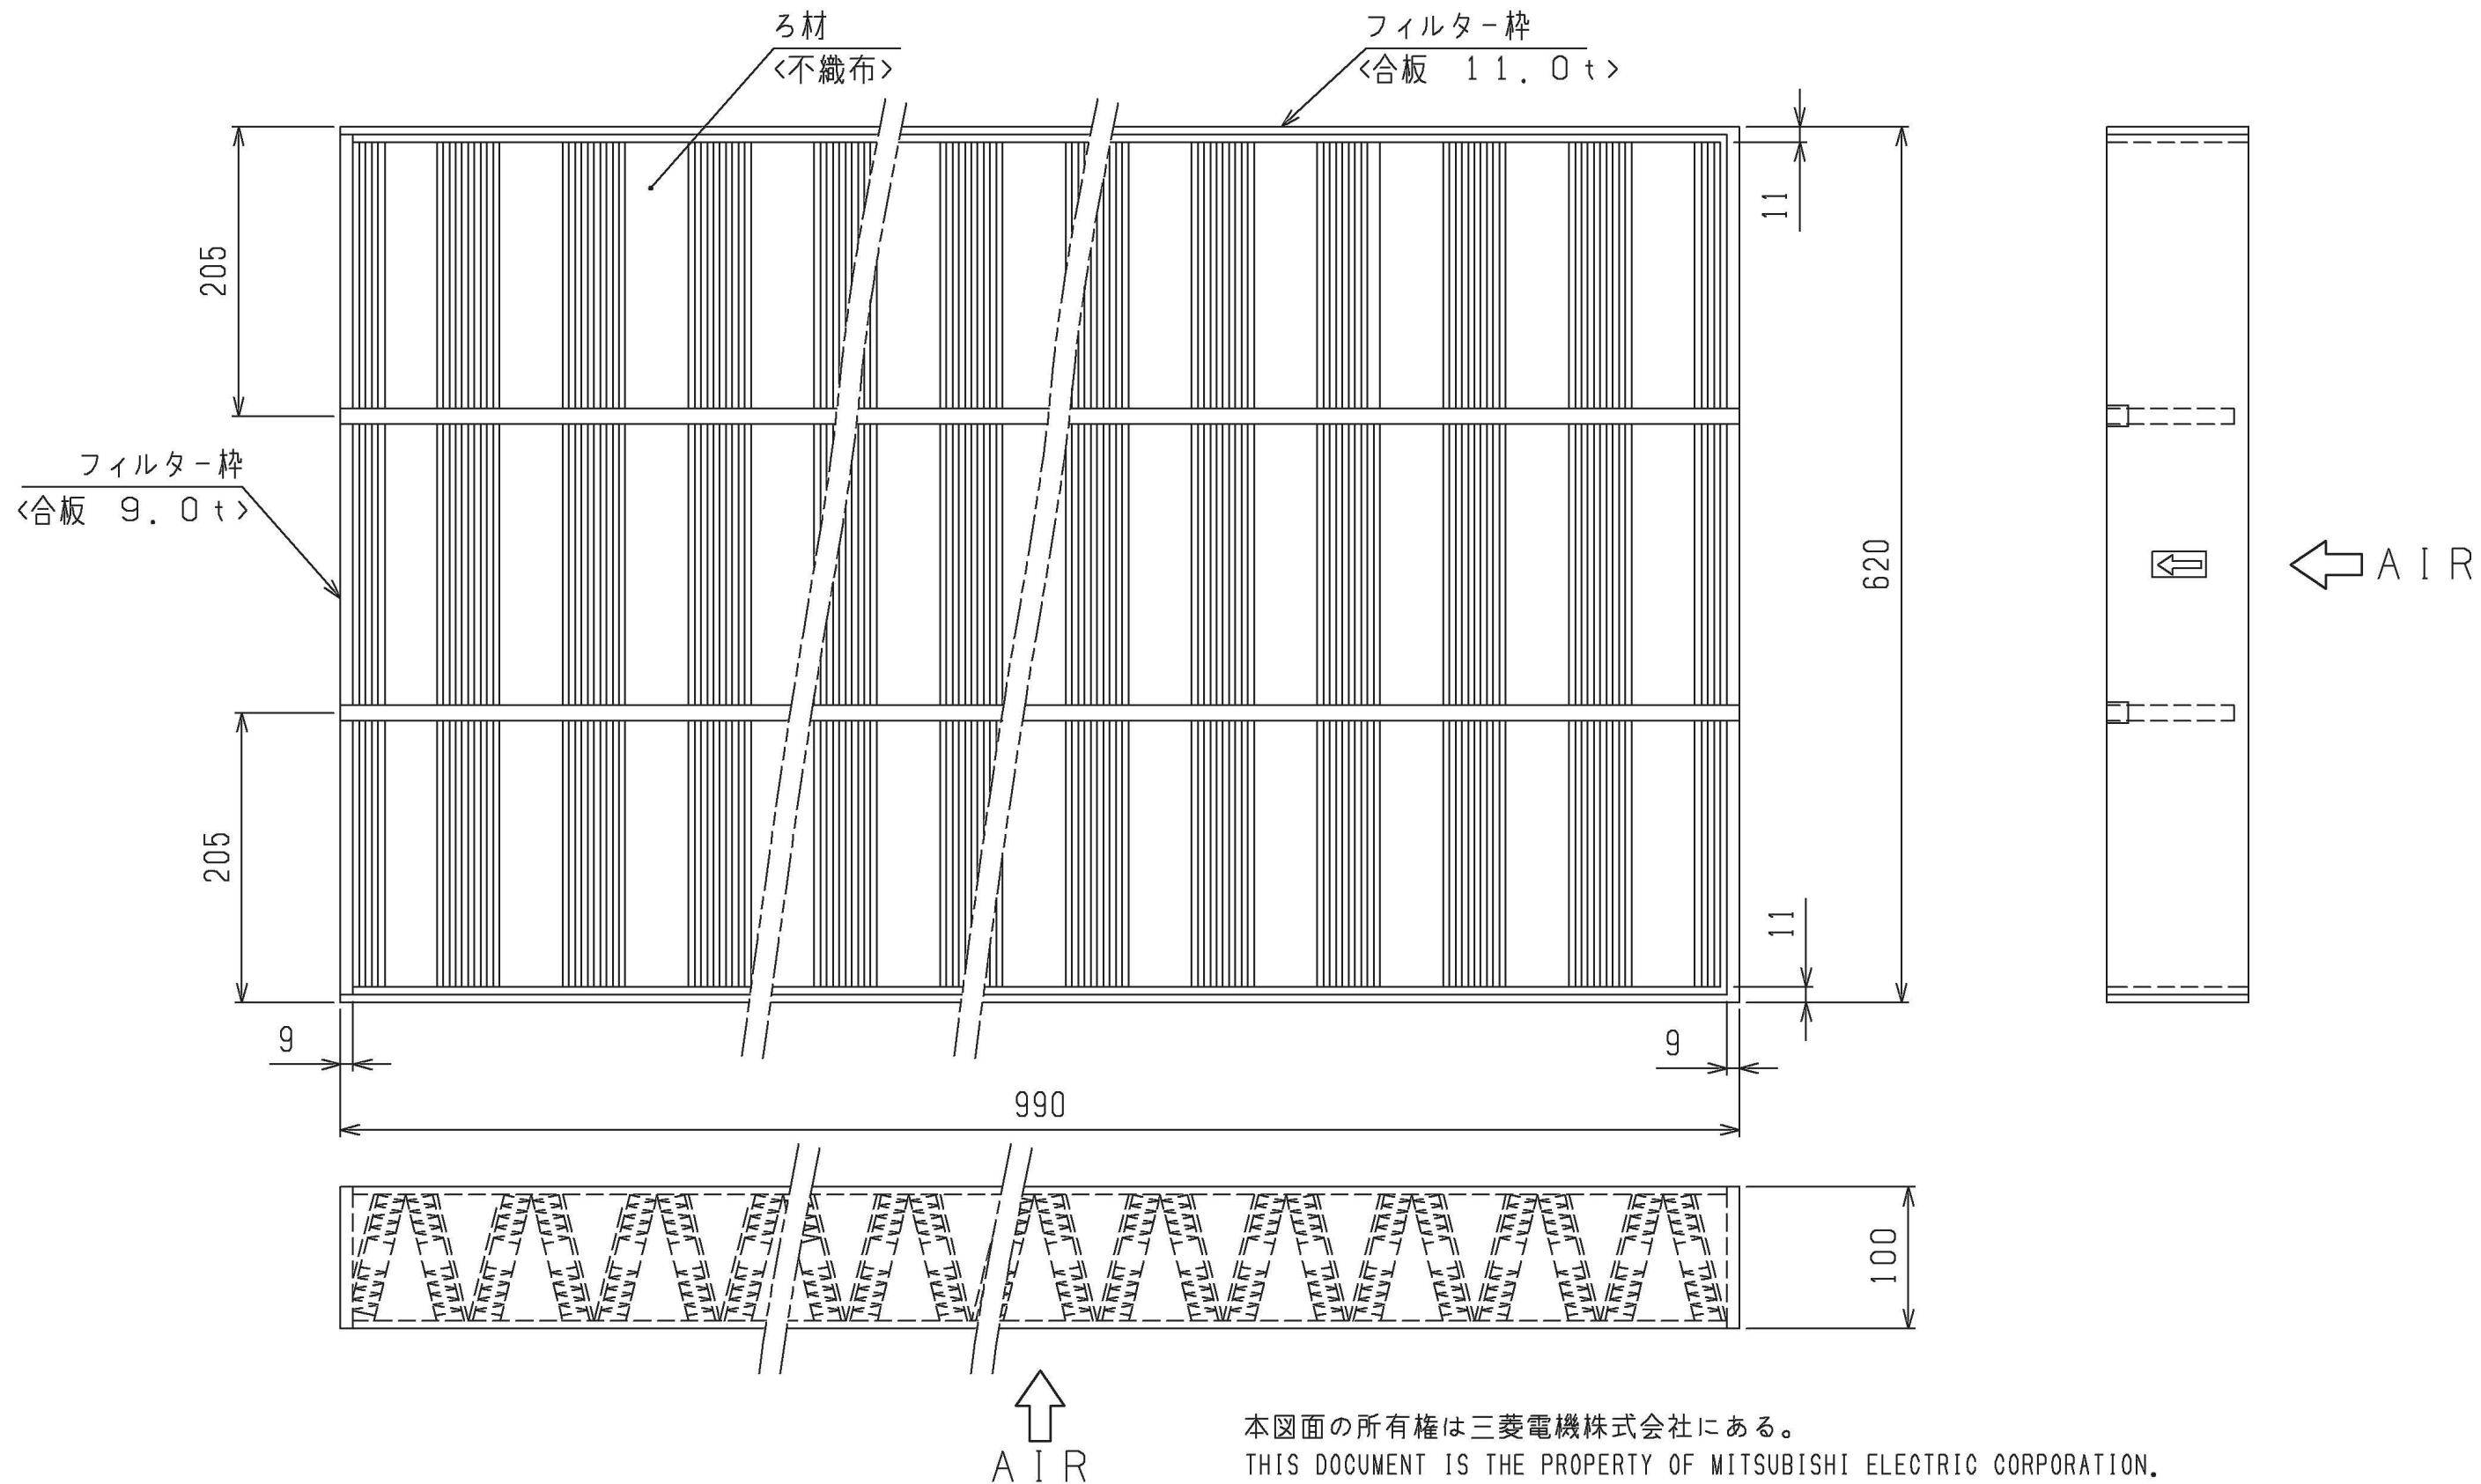 ろ材
<不織布>
フィルター枠
<合板 11.0t>
11
205
フィルター枠
<合板 9.0t>
620
AIR
205
11
9
9
990
100
AIR
本図面の所有権は三菱電機株式会社にある。
THIS DOCUMENT IS THE PROPERTY OF MITSUBISHI ELECTRIC CORPORATION.